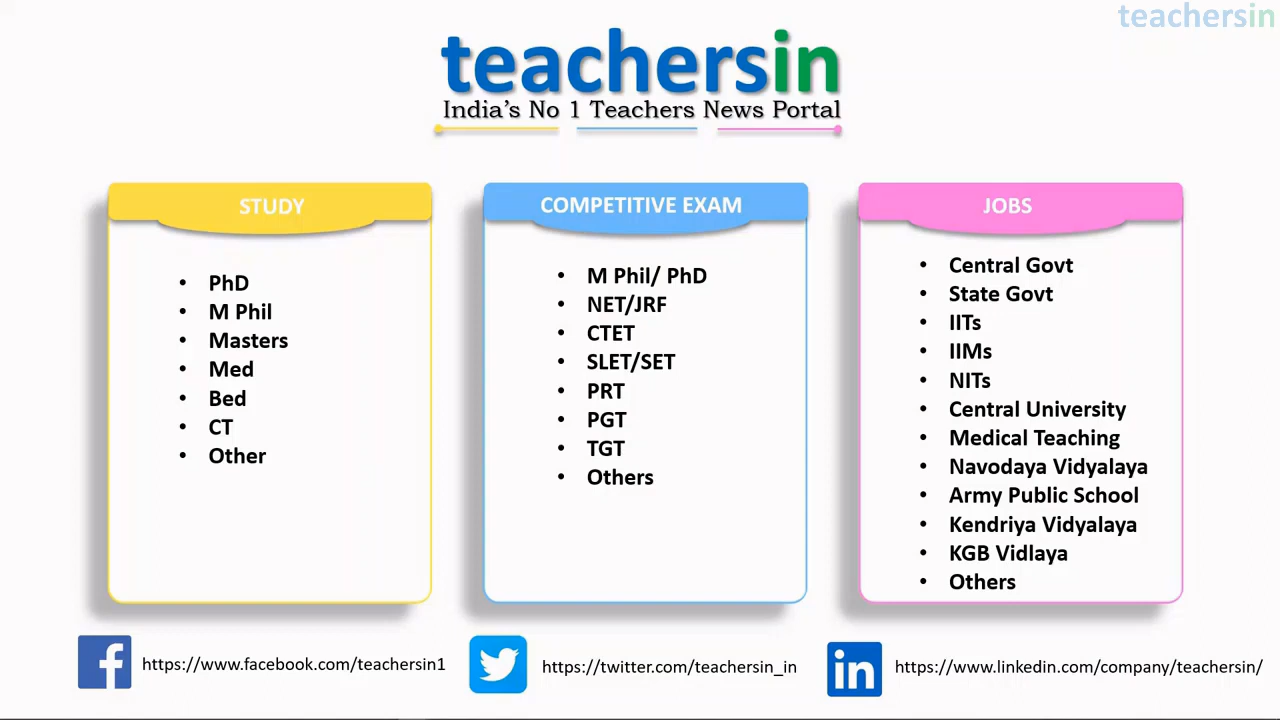 teachersin
teachersin
India's No 1 Teachers News Portal
STUDY
• PhD
• M Phil
• Masters
• Med
• Bed
• CT
• Other
COMPETITIVE EXAM
• M Phil/ PhD
• NET/JRF
• CTET
• SLET/SET
• PRT
• PGT
• TGT
• Others
JOBS
• Central Govt
• State Govt
• IITs
• IIMs
• NITs
• Central University
• Medical Teaching
• Navodaya Vidyalaya
• Army Public School
• Kendriya Vidyalaya
• KGB Vidlaya
• Others
f https://www.facebook.com/teachersin1
https://twitter.com/teachersin_in
in https://www.linkedin.com/company/teachersin/